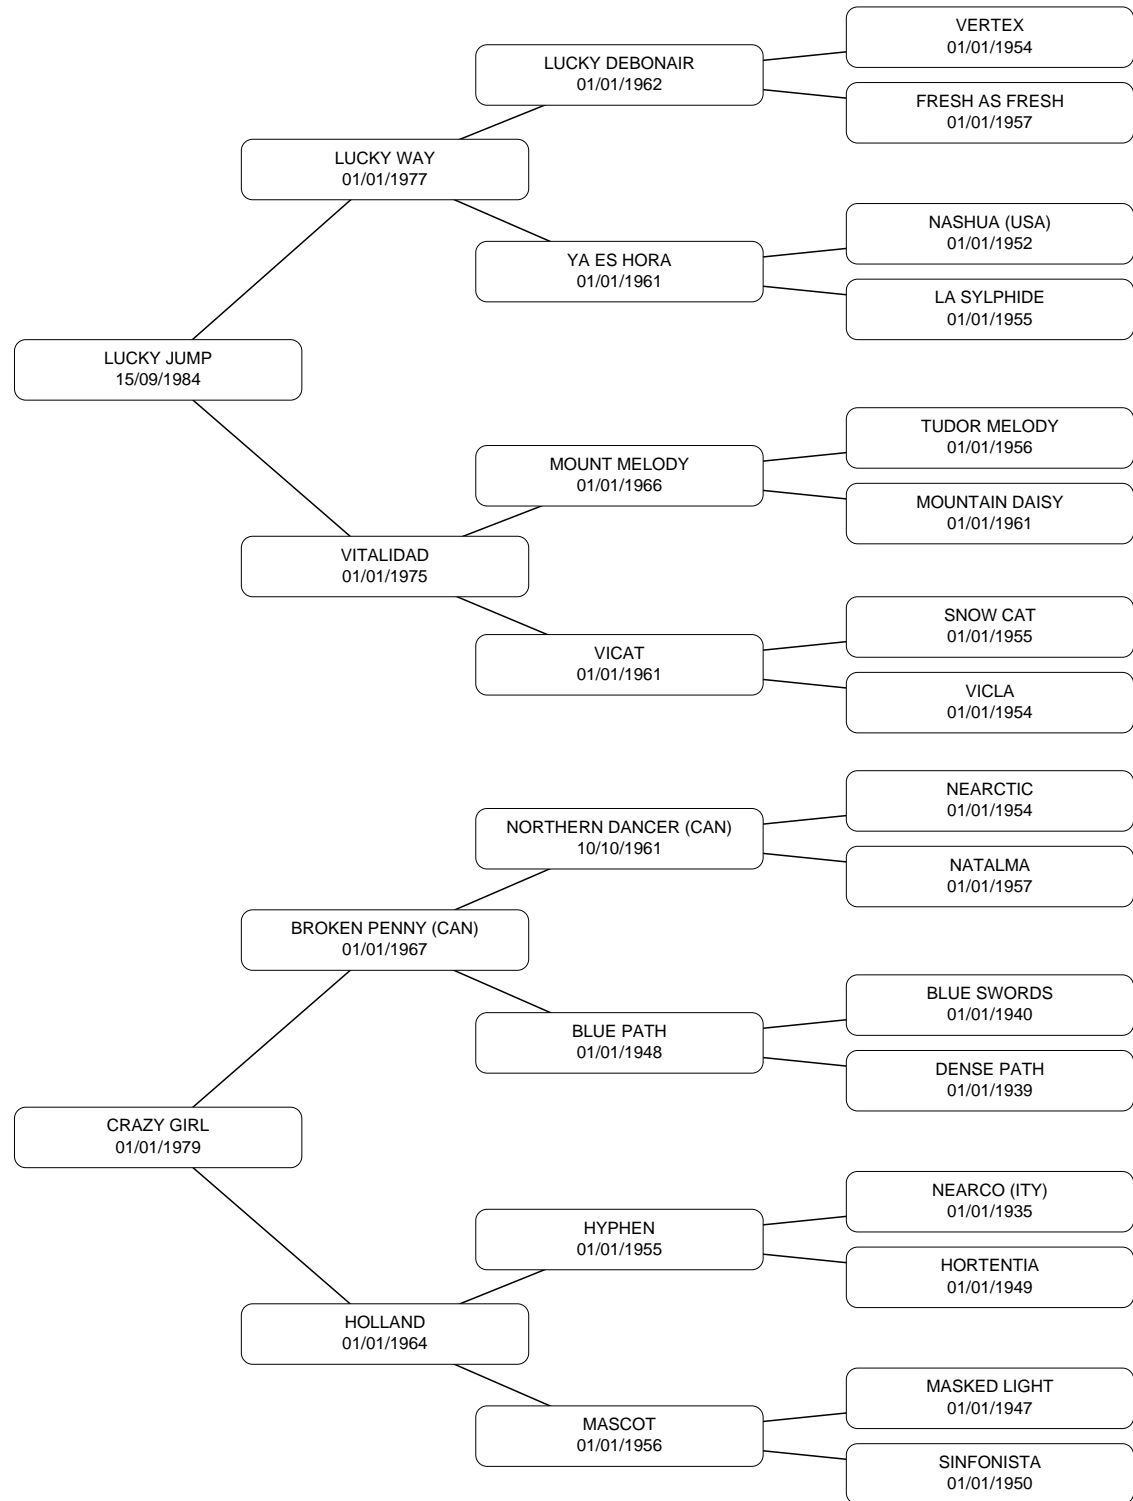 VERTEX
01/01/1954
LUCKY DEBONAIR
01/01/1962
FRESH AS FRESH
01/01/1957
LUCKY WAY
01/01/1977
NASHUA (USA)
01/01/1952
YA ES HORA
01/01/1961
LA SYLPHIDE
01/01/1955
LUCKY JUMP
15/09/1984
TUDOR MELODY
01/01/1956
MOUNT MELODY
01/01/1966
MOUNTAIN DAISY
01/01/1961
VITALIDAD
01/01/1975
SNOW CAT
01/01/1955
VICAT
01/01/1961
VICLA
01/01/1954
NEARCTIC
01/01/1954
NORTHERN DANCER (CAN)
10/10/1961
NATALMA
01/01/1957
BROKEN PENNY (CAN)
01/01/1967
BLUE SWORDS
01/01/1940
BLUE PATH
01/01/1948
DENSE PATH
01/01/1939
CRAZY GIRL
01/01/1979
NEARCO (ITY)
01/01/1935
HYPHEN
01/01/1955
HORTENTIA
01/01/1949
HOLLAND
01/01/1964
MASKED LIGHT
01/01/1947
MASCOT
01/01/1956
SINFONISTA
01/01/1950